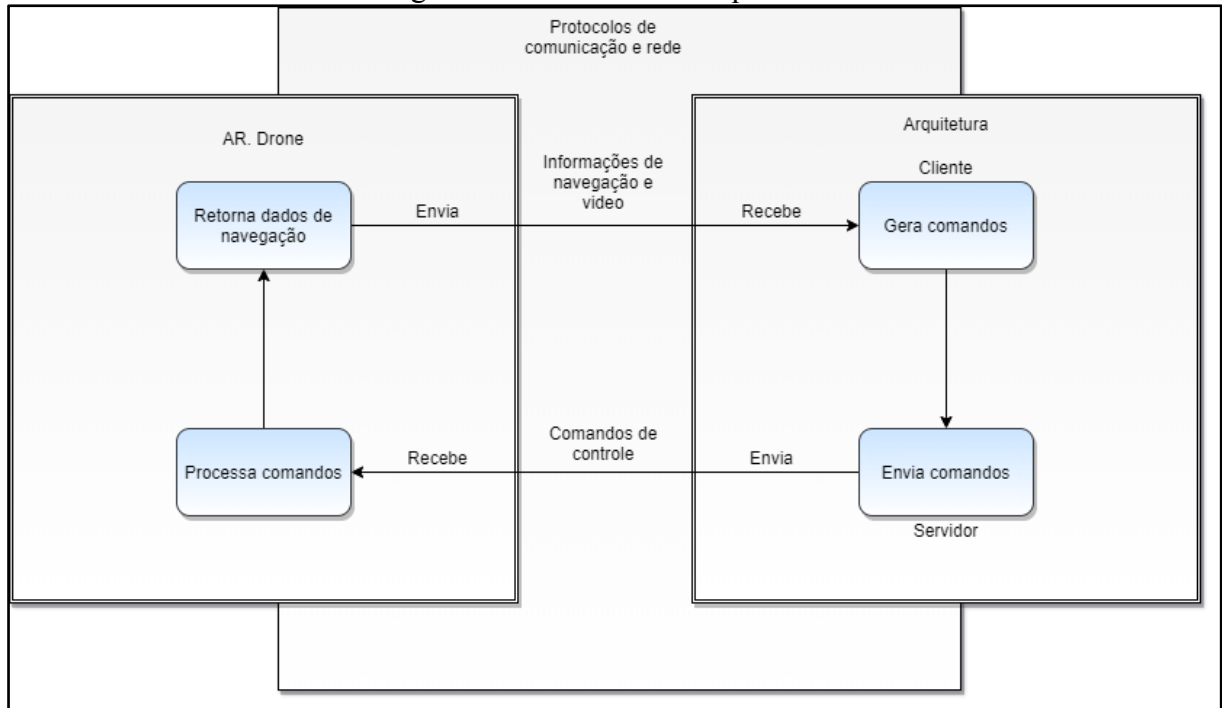 Protocolos de
comunicação e rede
AR. Drone
Arquitetura
Cliente
Informações de
navegação e
video
Retorna dados de
navegação
Envia
Recebe
Gera comandos
Comandos de
controle
Processa comandos
Recebe
Envia
Envia comandos
Servidor